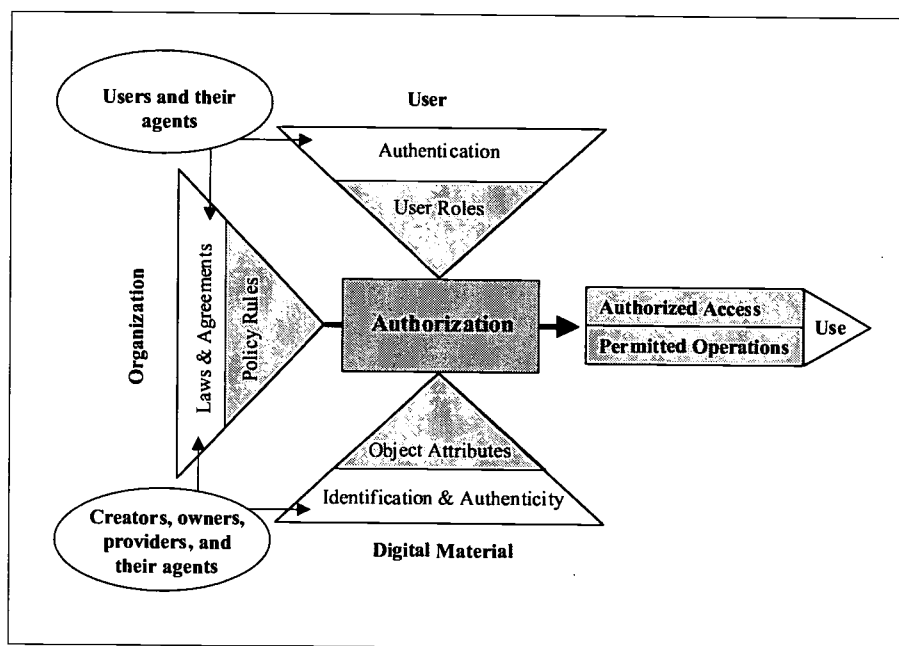 Users and their
agents
User
Authentication
User Roles
Organization
Laws & Agreements
Policy Rules
Authorization
Authorized Access
Permitted Operations
Use
Object Attributes
Identification & Authenticity
Creators, owners,
providers, and
their agents
Digital Material